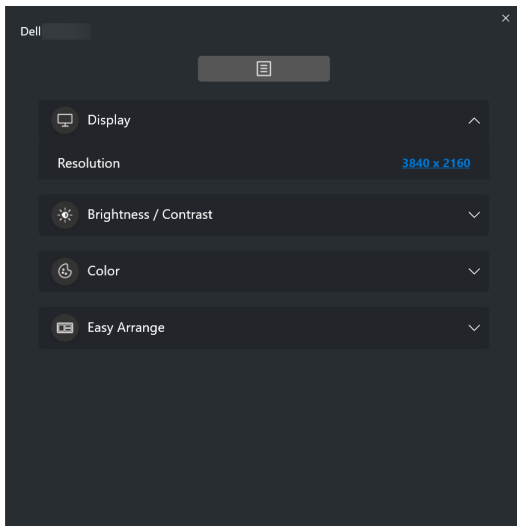 Dell
Display
Resolution 3840 x 2160
Brightness / Contrast
Color
Easy Arrange